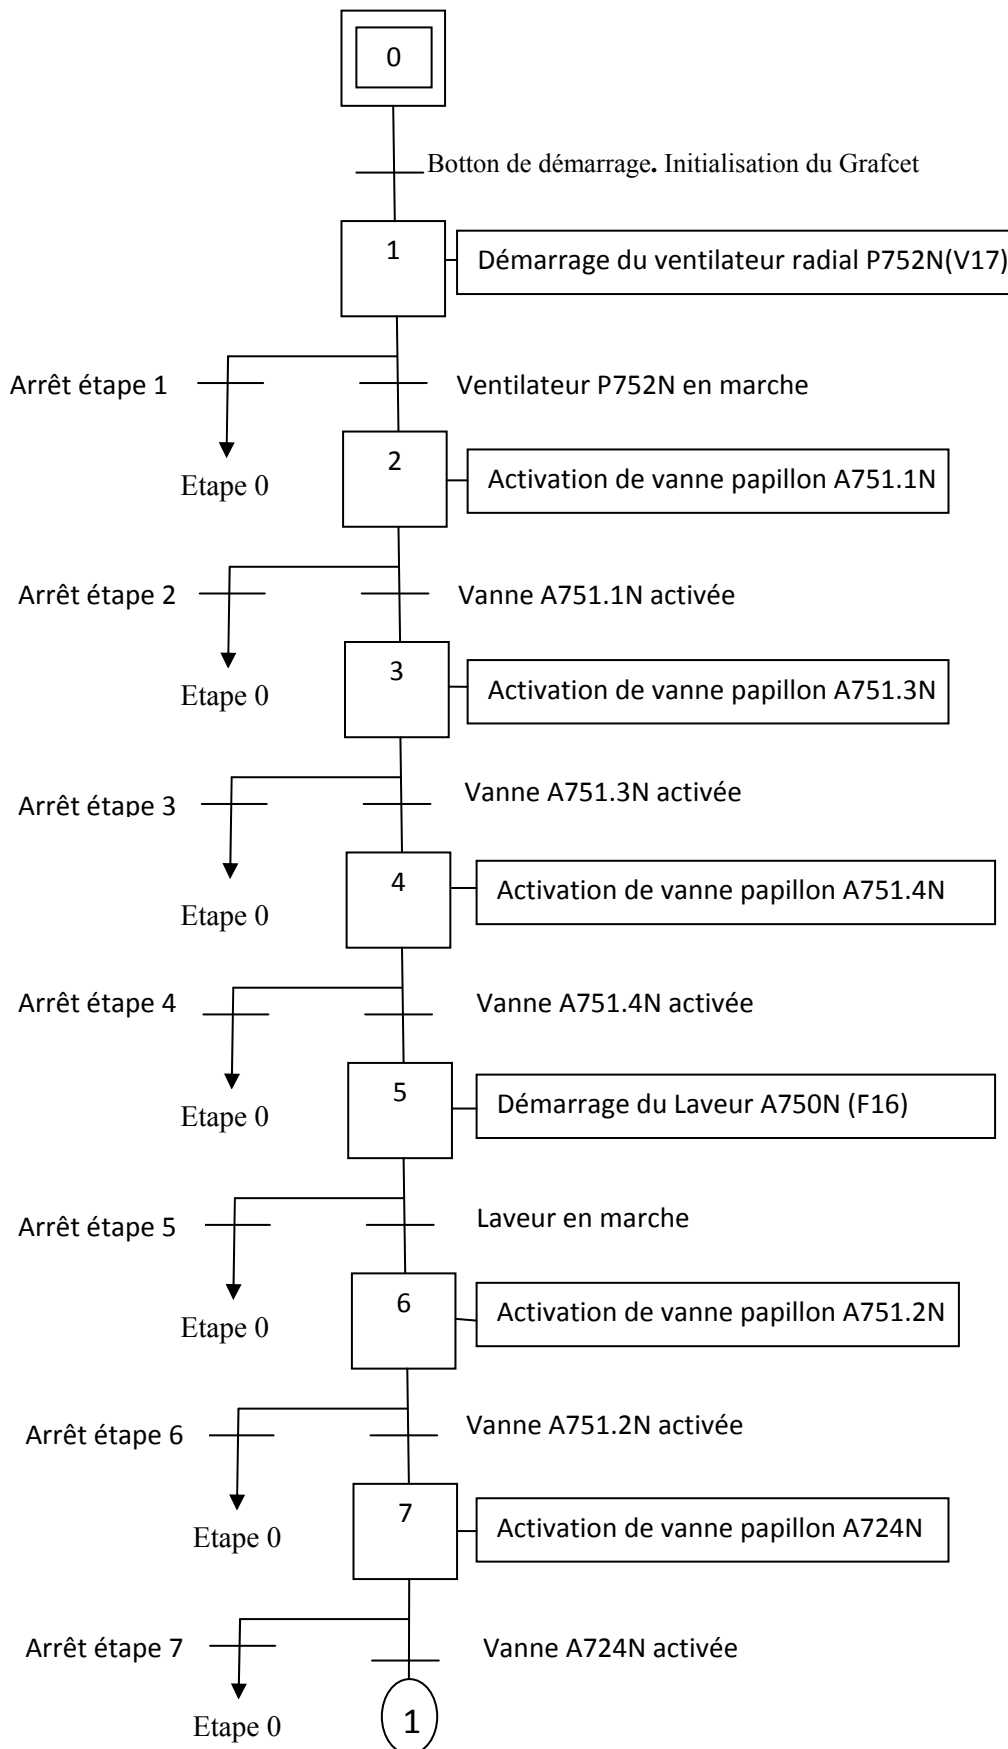 0
Botton de démarrage. Initialisation du Grafcet
1
Démarrage du ventilateur radial P752N(V17)
Arrêt étape 1
Ventilateur P752N en marche
Etape 0
2
Activation de vanne papillon A751.1N
Arrêt étape 2
Vanne A751.1N activée
Etape 0
3
Activation de vanne papillon A751.3N
Arrêt étape 3
Vanne A751.3N activée
Etape 0
4
Activation de vanne papillon A751.4N
Arrêt étape 4
Vanne A751.4N activée
Etape 0
5
Démarrage du Laveur A750N (F16)
Arrêt étape 5
Laveur en marche
Etape 0
6
Activation de vanne papillon A751.2N
Arrêt étape 6
Vanne A751.2N activée
Etape 0
7
Activation de vanne papillon A724N
Arrêt étape 7
Vanne A724N activée
Etape 0
1